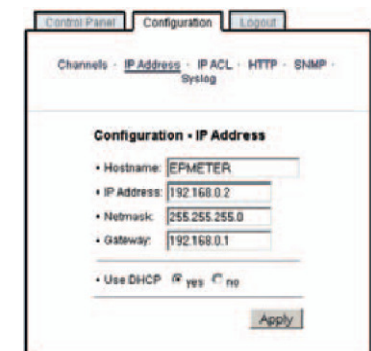 Control Panel Configuration Logout
Channels · IP Address · IP ACL · HTTP · SNMP ·
Syslog
Configuration - IP Address
• Hostname: EPMETER
• IP Address: 192.168.0.2
• Netmask: 255.255.255.0
• Gateway: 192.168.0.1
• Use DHCP yes no
Apply